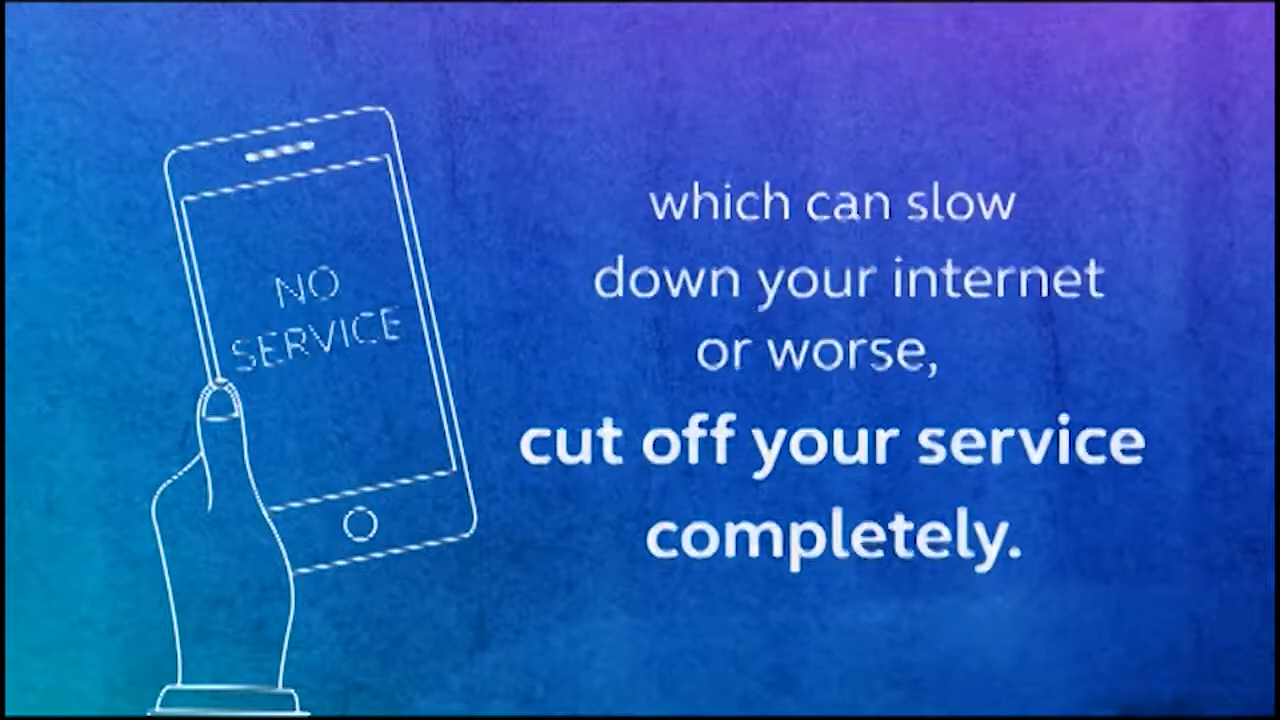 NO
SERVICE
which can slow
down your internet
or worse,
cut off your service
completely.